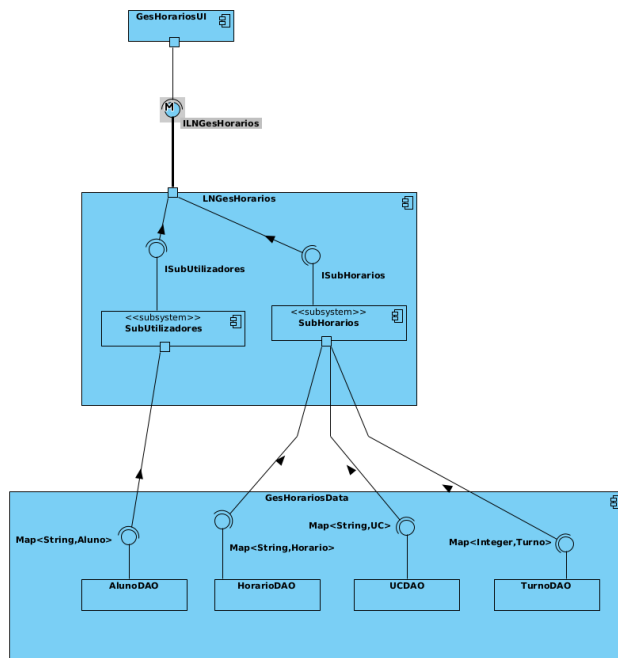 GesHorariosUI
M
ILNGesHorarios
LNGesHorarios
ISubUtilizadores
ISubHorarios
<<subsystem>>
SubUtilizadores
<<subsystem>>
SubHorarios
GesHorariosData
Map<String,Aluno>
Map<String,Horario>
Map<String,UC>
Map<Integer,Turno>
AlunoDAO
HorarioDAO
UCDAO
TurnoDAO